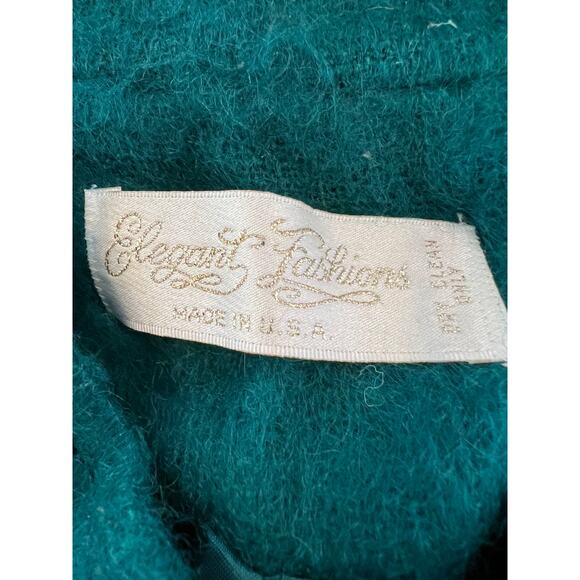 Elegant Fashions
MADE IN U.S.A.
DRY CLEAN
ONLY